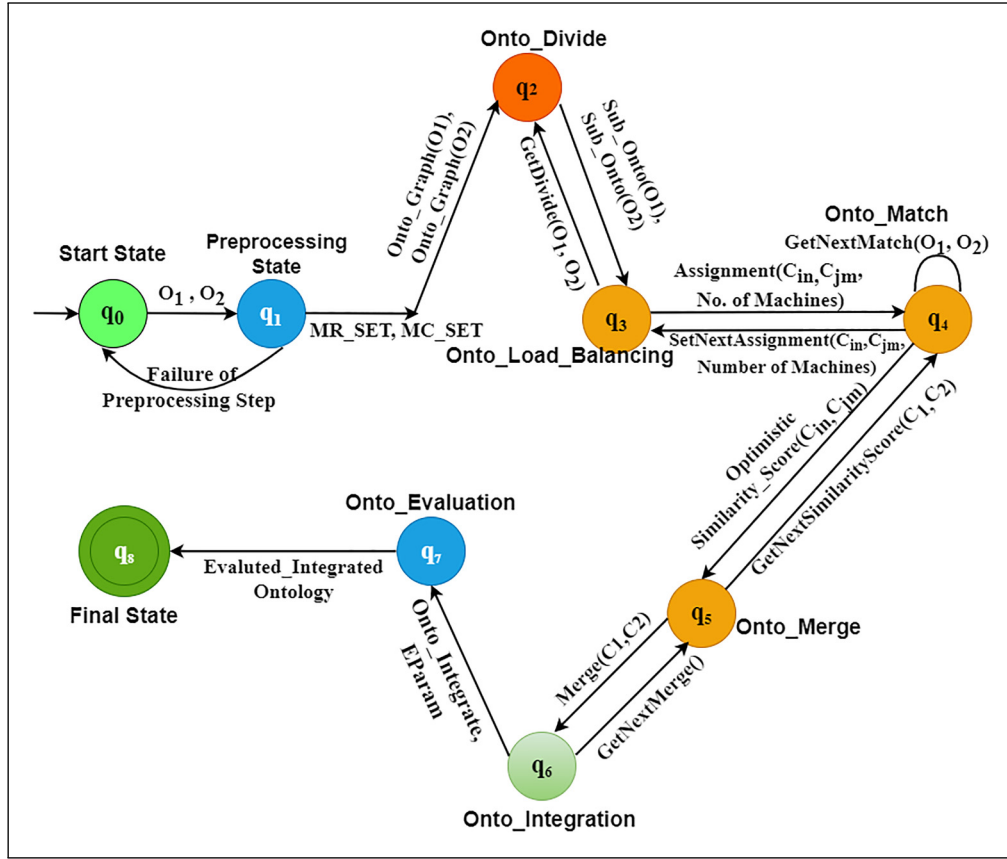 Onto_Divide
q2
Onto_Graph(O1),
Onto_Graph(O2)
GetDivide(O1, O2)
Sub_Onto(O1),
Sub_Onto(O2)
Start State
q0
O1 , O2
Preprocessing
State
q1
MR_SET, MC_SET
Failure of
Preprocessing Step
q3
Onto_Load_Balancing
Assignment(Cin,Cjm,
No. of Machines)
SetNextAssignment(Cin,Cjm,
Number of Machines)
Onto_Match
GetNextMatch(O1, O2)
q4
Optimistic
Similarity_Score(Cin,Cjm)
GetNextSimilarityScore(C1,C2)
q5
Onto_Merge
Merge(C1,C2)
GetNextMerge()
q6
Onto_Integration
Onto_Integrate,
EParam
Onto_Evaluation
q7
Evaluted_Integrated
Ontology
q8
Final State